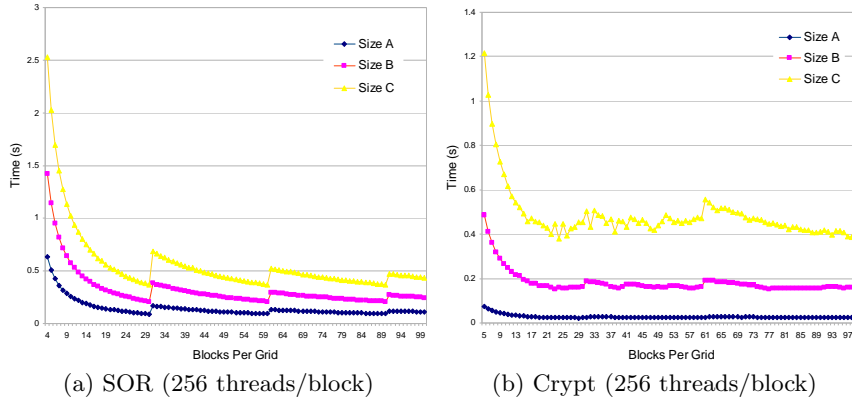 3
2.5
2
1.5
1
0.5
0
Time (s)
Size A
Size B
Size C
4 9 14 19 24 29 34 39 44 49 54 59 64 69 74 79 84 89 94 99
Blocks Per Grid
(a) SOR (256 threads/block)
1.4
1.2
1
0.8
0.6
0.4
0.2
0
Time (s)
Size A
Size B
Size C
5 9 13 17 21 25 29 33 37 41 45 49 53 57 61 65 69 73 77 81 85 89 93 97
Blocks Per Grid
(b) Crypt (256 threads/block)